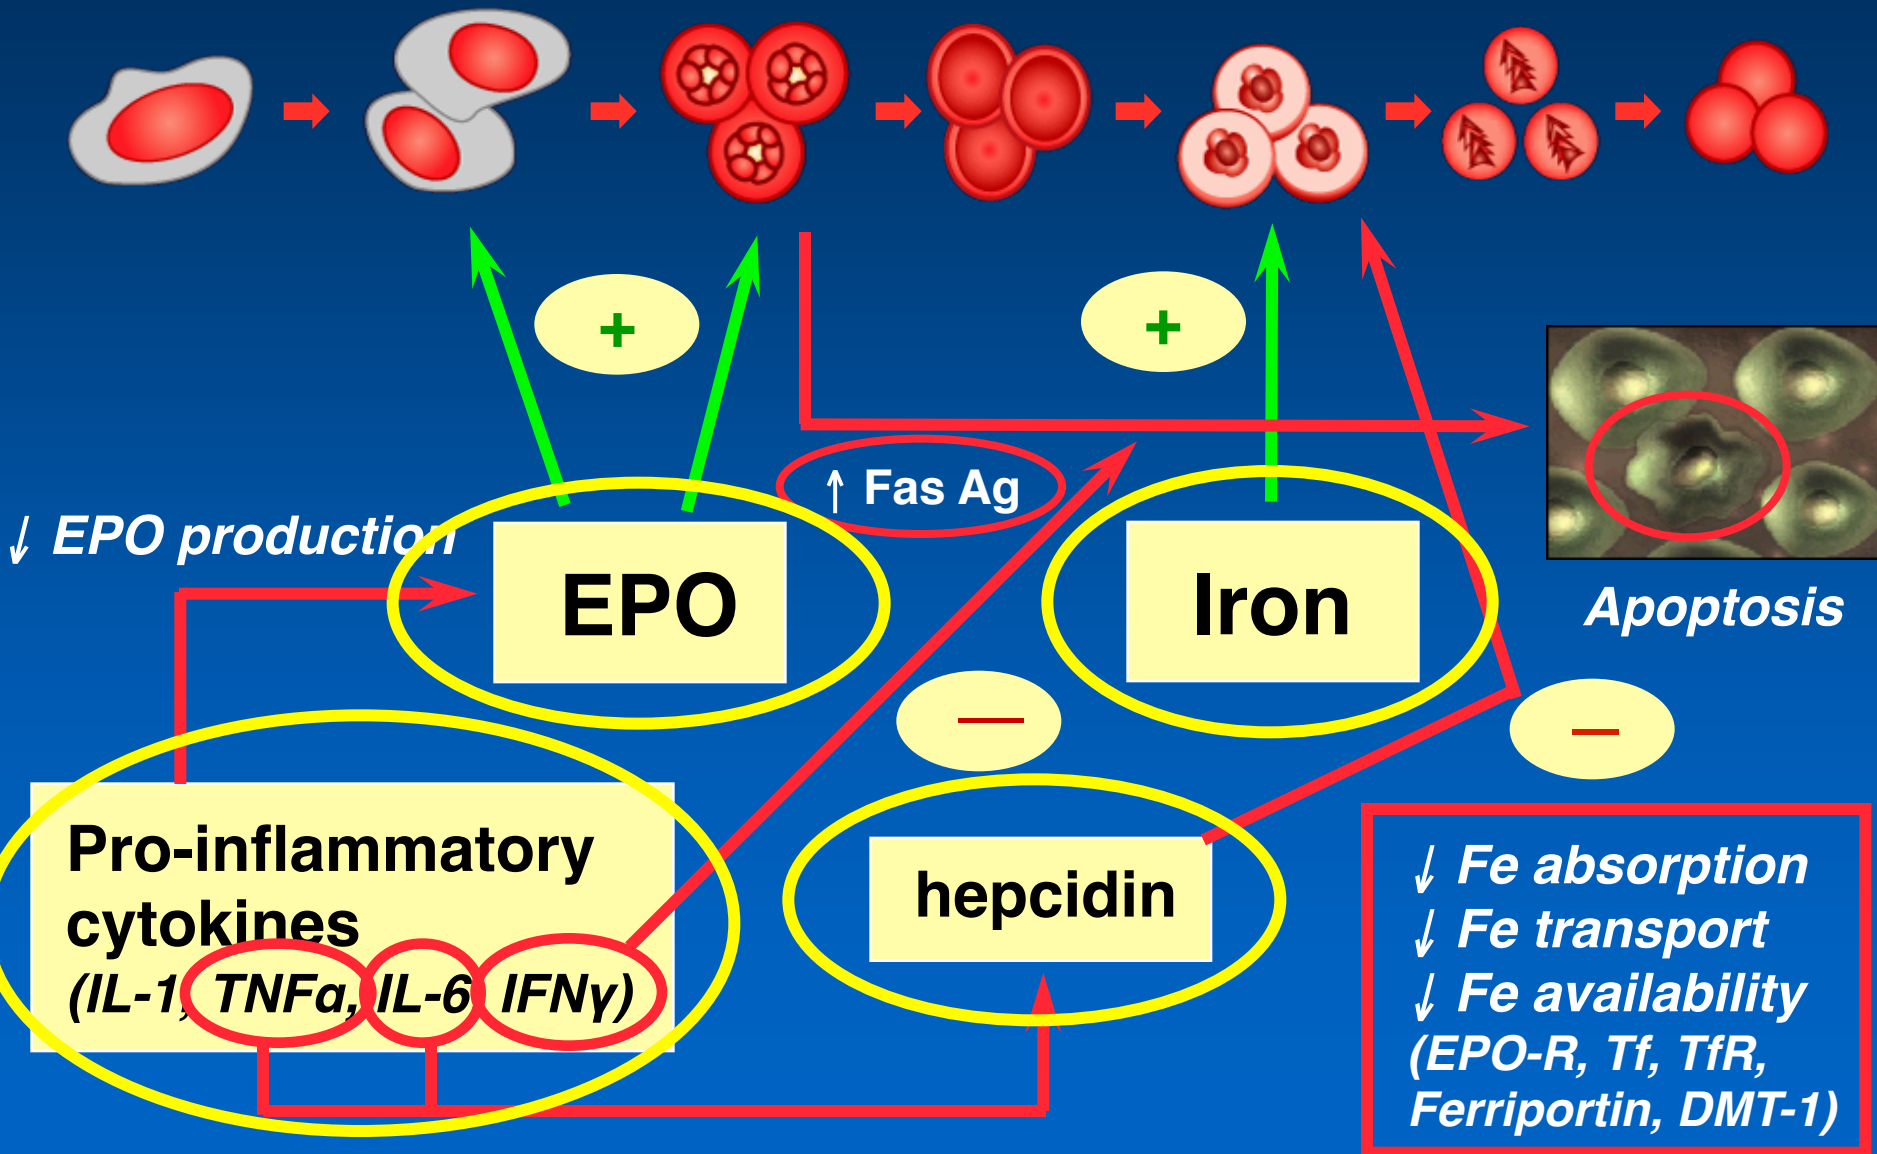 +
+
↑ Fas Ag
↓ EPO production
EPO
Iron
Apoptosis
—
–
Pro-inflammatory
cytokines
(IL-1, TNFα, IL-6 IFNγ)
hepcidin
↓ Fe absorption
↓ Fe transport
↓ Fe availability
(EPO-R, Tf, TfR,
Ferriportin, DMT-1)